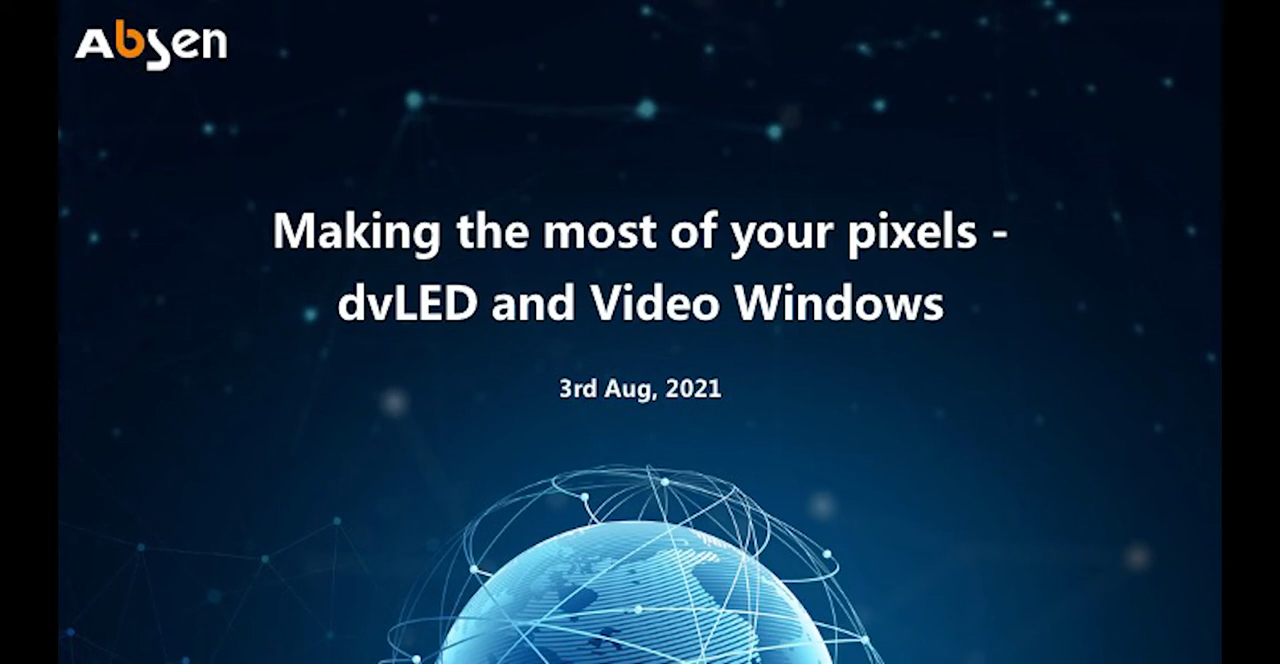 Absen
Making the most of your pixels -
dvLED and Video Windows
3rd Aug, 2021